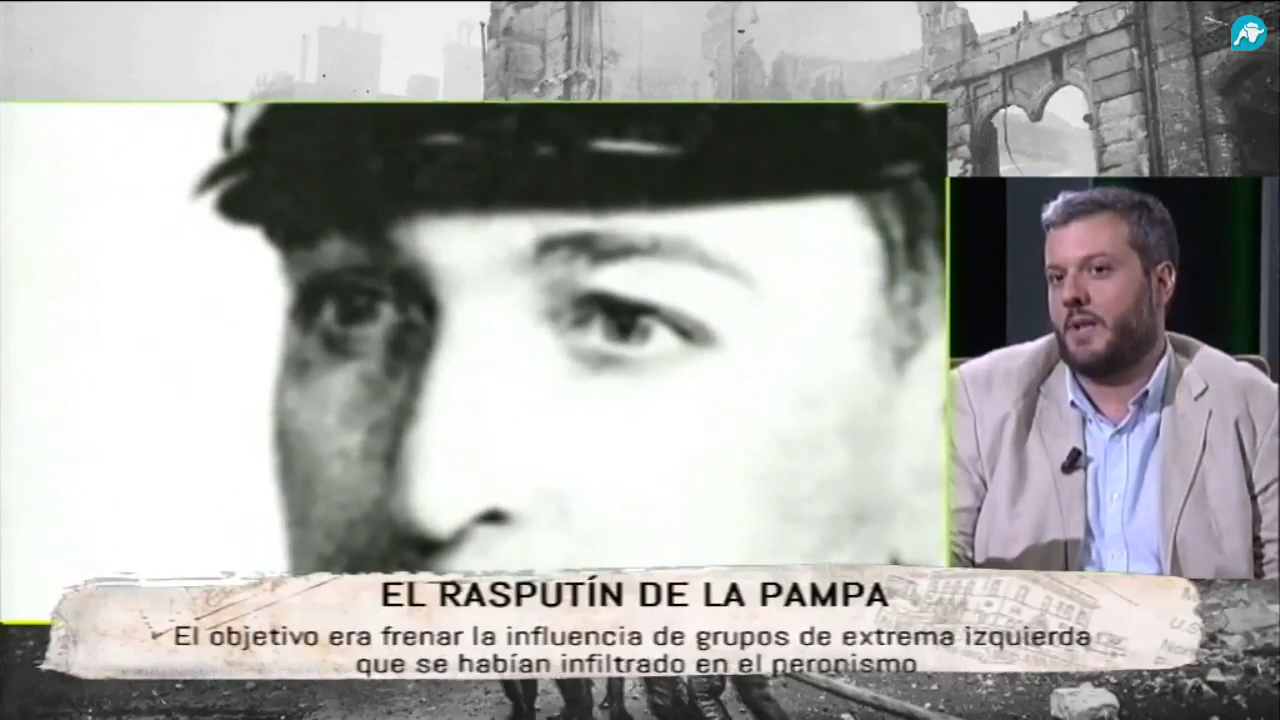 EL RASPUTÍN DE LA PAMPA
El objetivo era frenar la influencia de grupos de extrema izquierda
que se habían infiltrado en el peronismo